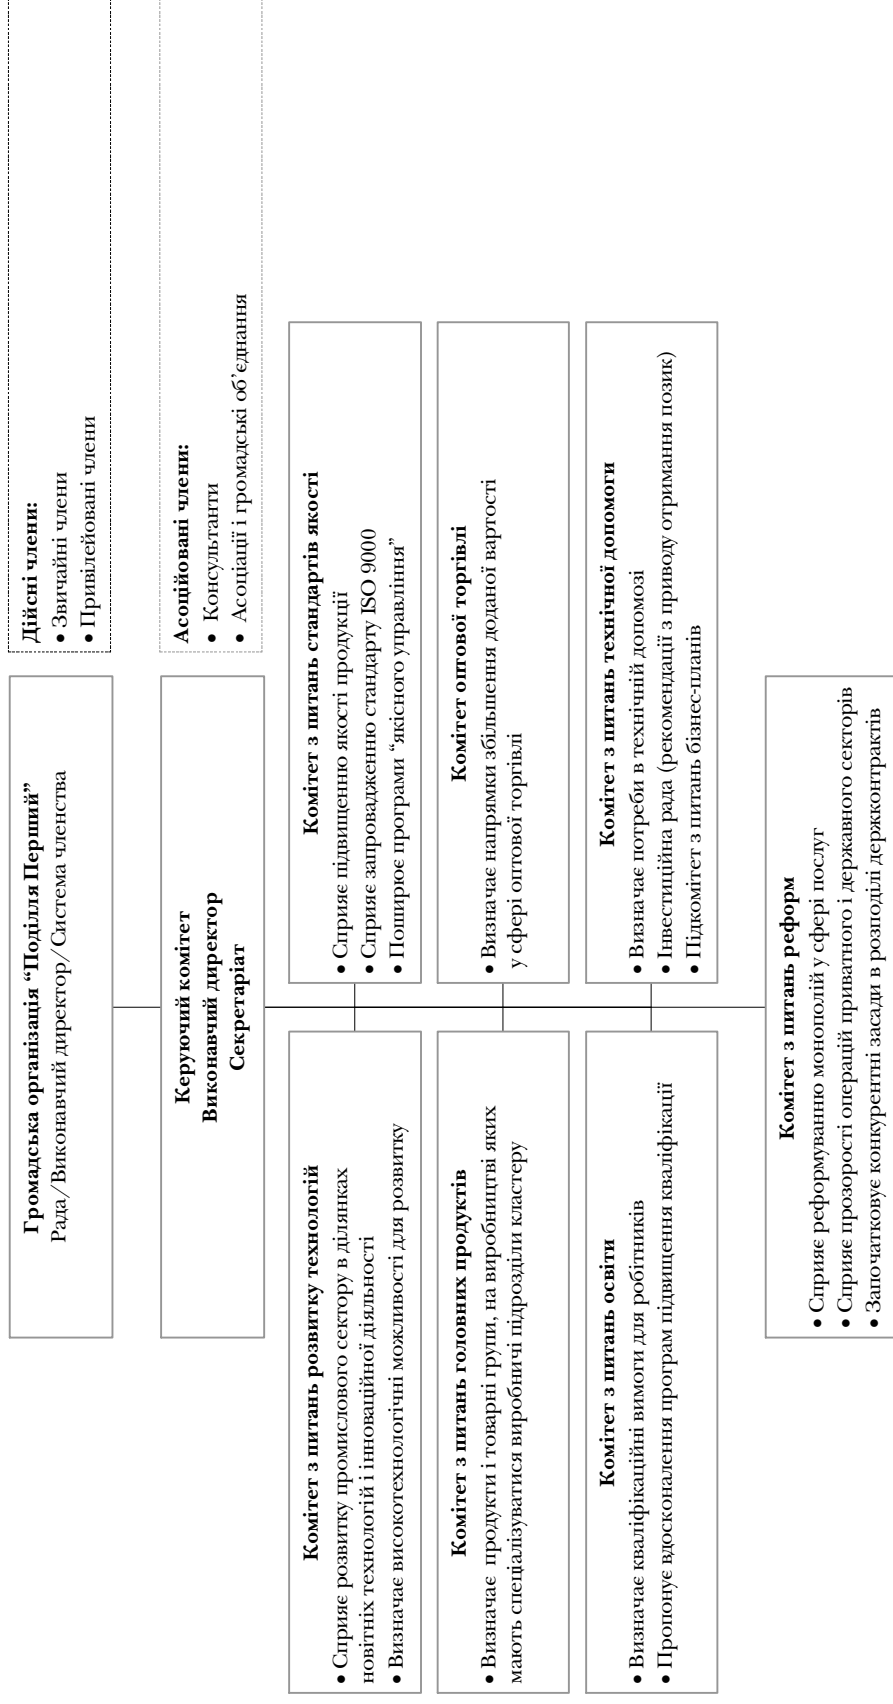 Громадська організація “Поділля Перший”
Рада/Виконавчий директор/Система членства
Дійсні члени:
• Звичайні члени
• Привілейовані члени
Керуючий комітет
Виконавчий директор
Секретаріат
Асоційовані члени:
• Консультанти
• Асоціації і громадські об’єднання
Комітет з питань розвитку технологій
• Сприяє розвитку промислового сектору в ділянках
новітніх технологій і інноваційної діяльності
• Визначає високотехнологічні можливості для розвитку
Комітет з питань стандартів якості
• Сприяє підвищенню якості продукції
• Сприяє запровадженню стандарту ISO 9000
• Поширює програми “якісного управління”
Комітет з питань головних продуктів
• Визначає продукти і товарні групи, на виробництві яких
мають спеціалізуватися виробничі підрозділи кластеру
Комітет оптової торгівлі
• Визначає напрямки збільшення доданої вартості
у сфері оптової торгівлі
Комітет з питань освіти
• Визначає кваліфікаційні вимоги для робітників
• Пропонує вдосконалення програм підвищення кваліфікації
Комітет з питань технічної допомоги
• Визначає потреби в технічній допомозі
• Інвестиційна рада (рекомендації з приводу отримання позик)
• Підкомітет з питань бізнес-планів
Комітет з питань реформ
• Сприяє реформуванню монополій у сфері послуг
• Сприяє прозорості операцій приватного і державного секторів
• Започатковує конкурентні засади в розподілі держконтрактів